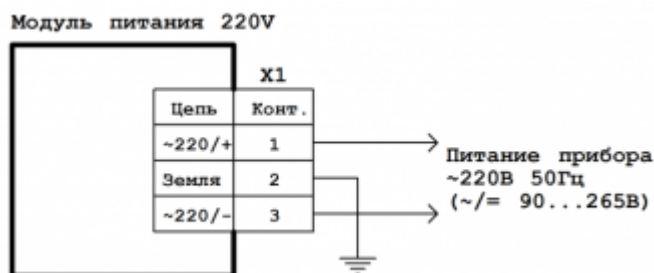 Модуль питания 220V
X1
Цепь Конт.
~220/+ 1
Земля 2
~220/- 3
Питание прибора
~220В 50Гц
(~/= 90...265В)